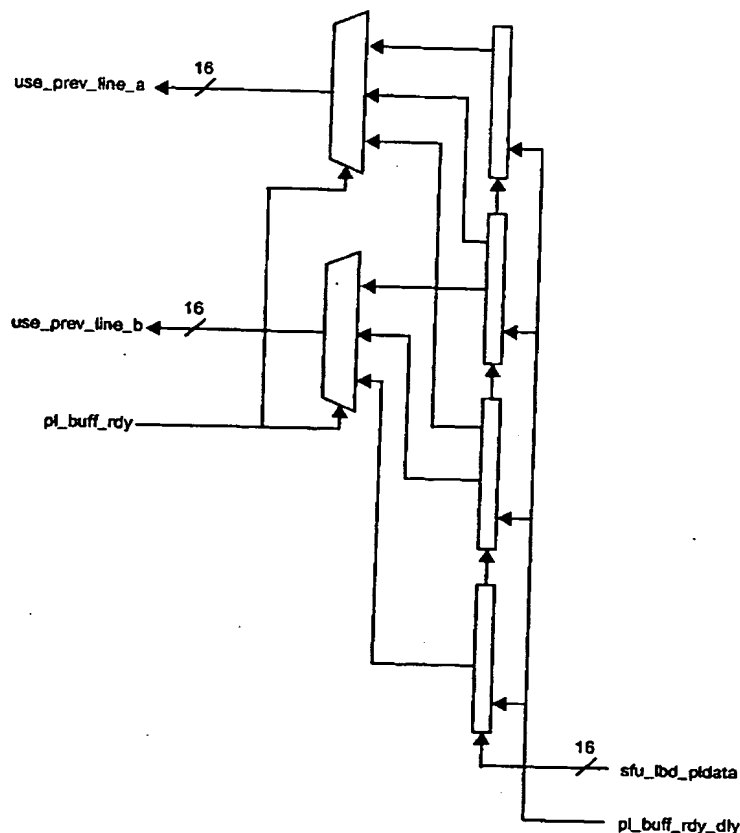 16
use_prev_line_a
16
use_prev_line_b
pl_buff_rdy
16
sfu_lbd_pldata
pl_buff_rdy_dly